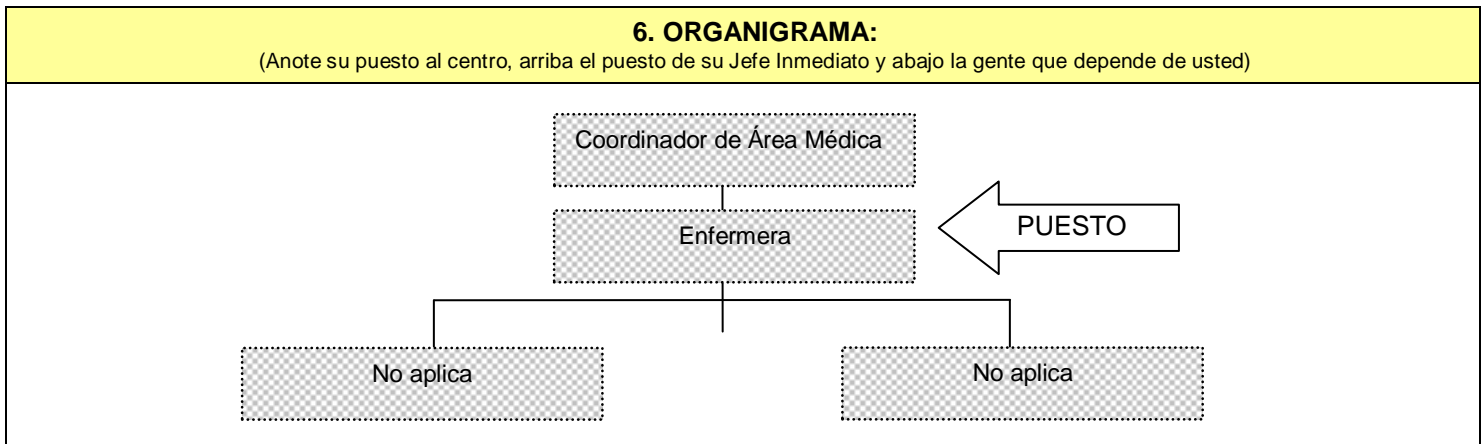 6. ORGANIGRAMA:
(Anote su puesto al centro, arriba el puesto de su Jefe Inmediato y abajo la gente que depende de usted)
Coordinador de Área Médica
Enfermera
PUESTO
No aplica
No aplica